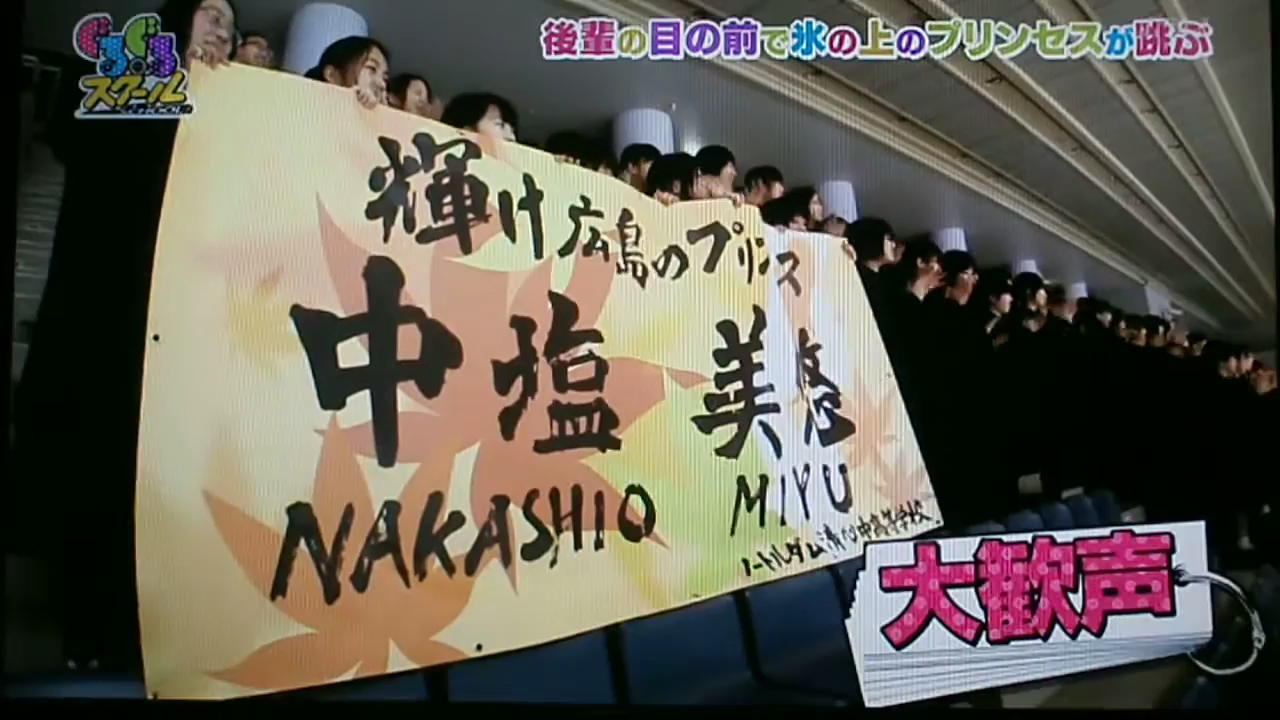 ぐるぐる
スクール
SCHOOL
後輩の目の前で氷の上のプリンセスが跳ぶ
輝け広島のプリンス
中塩 美悠
NAKASHIO MIYU
ノートルダム清心中高等学校
大歓声